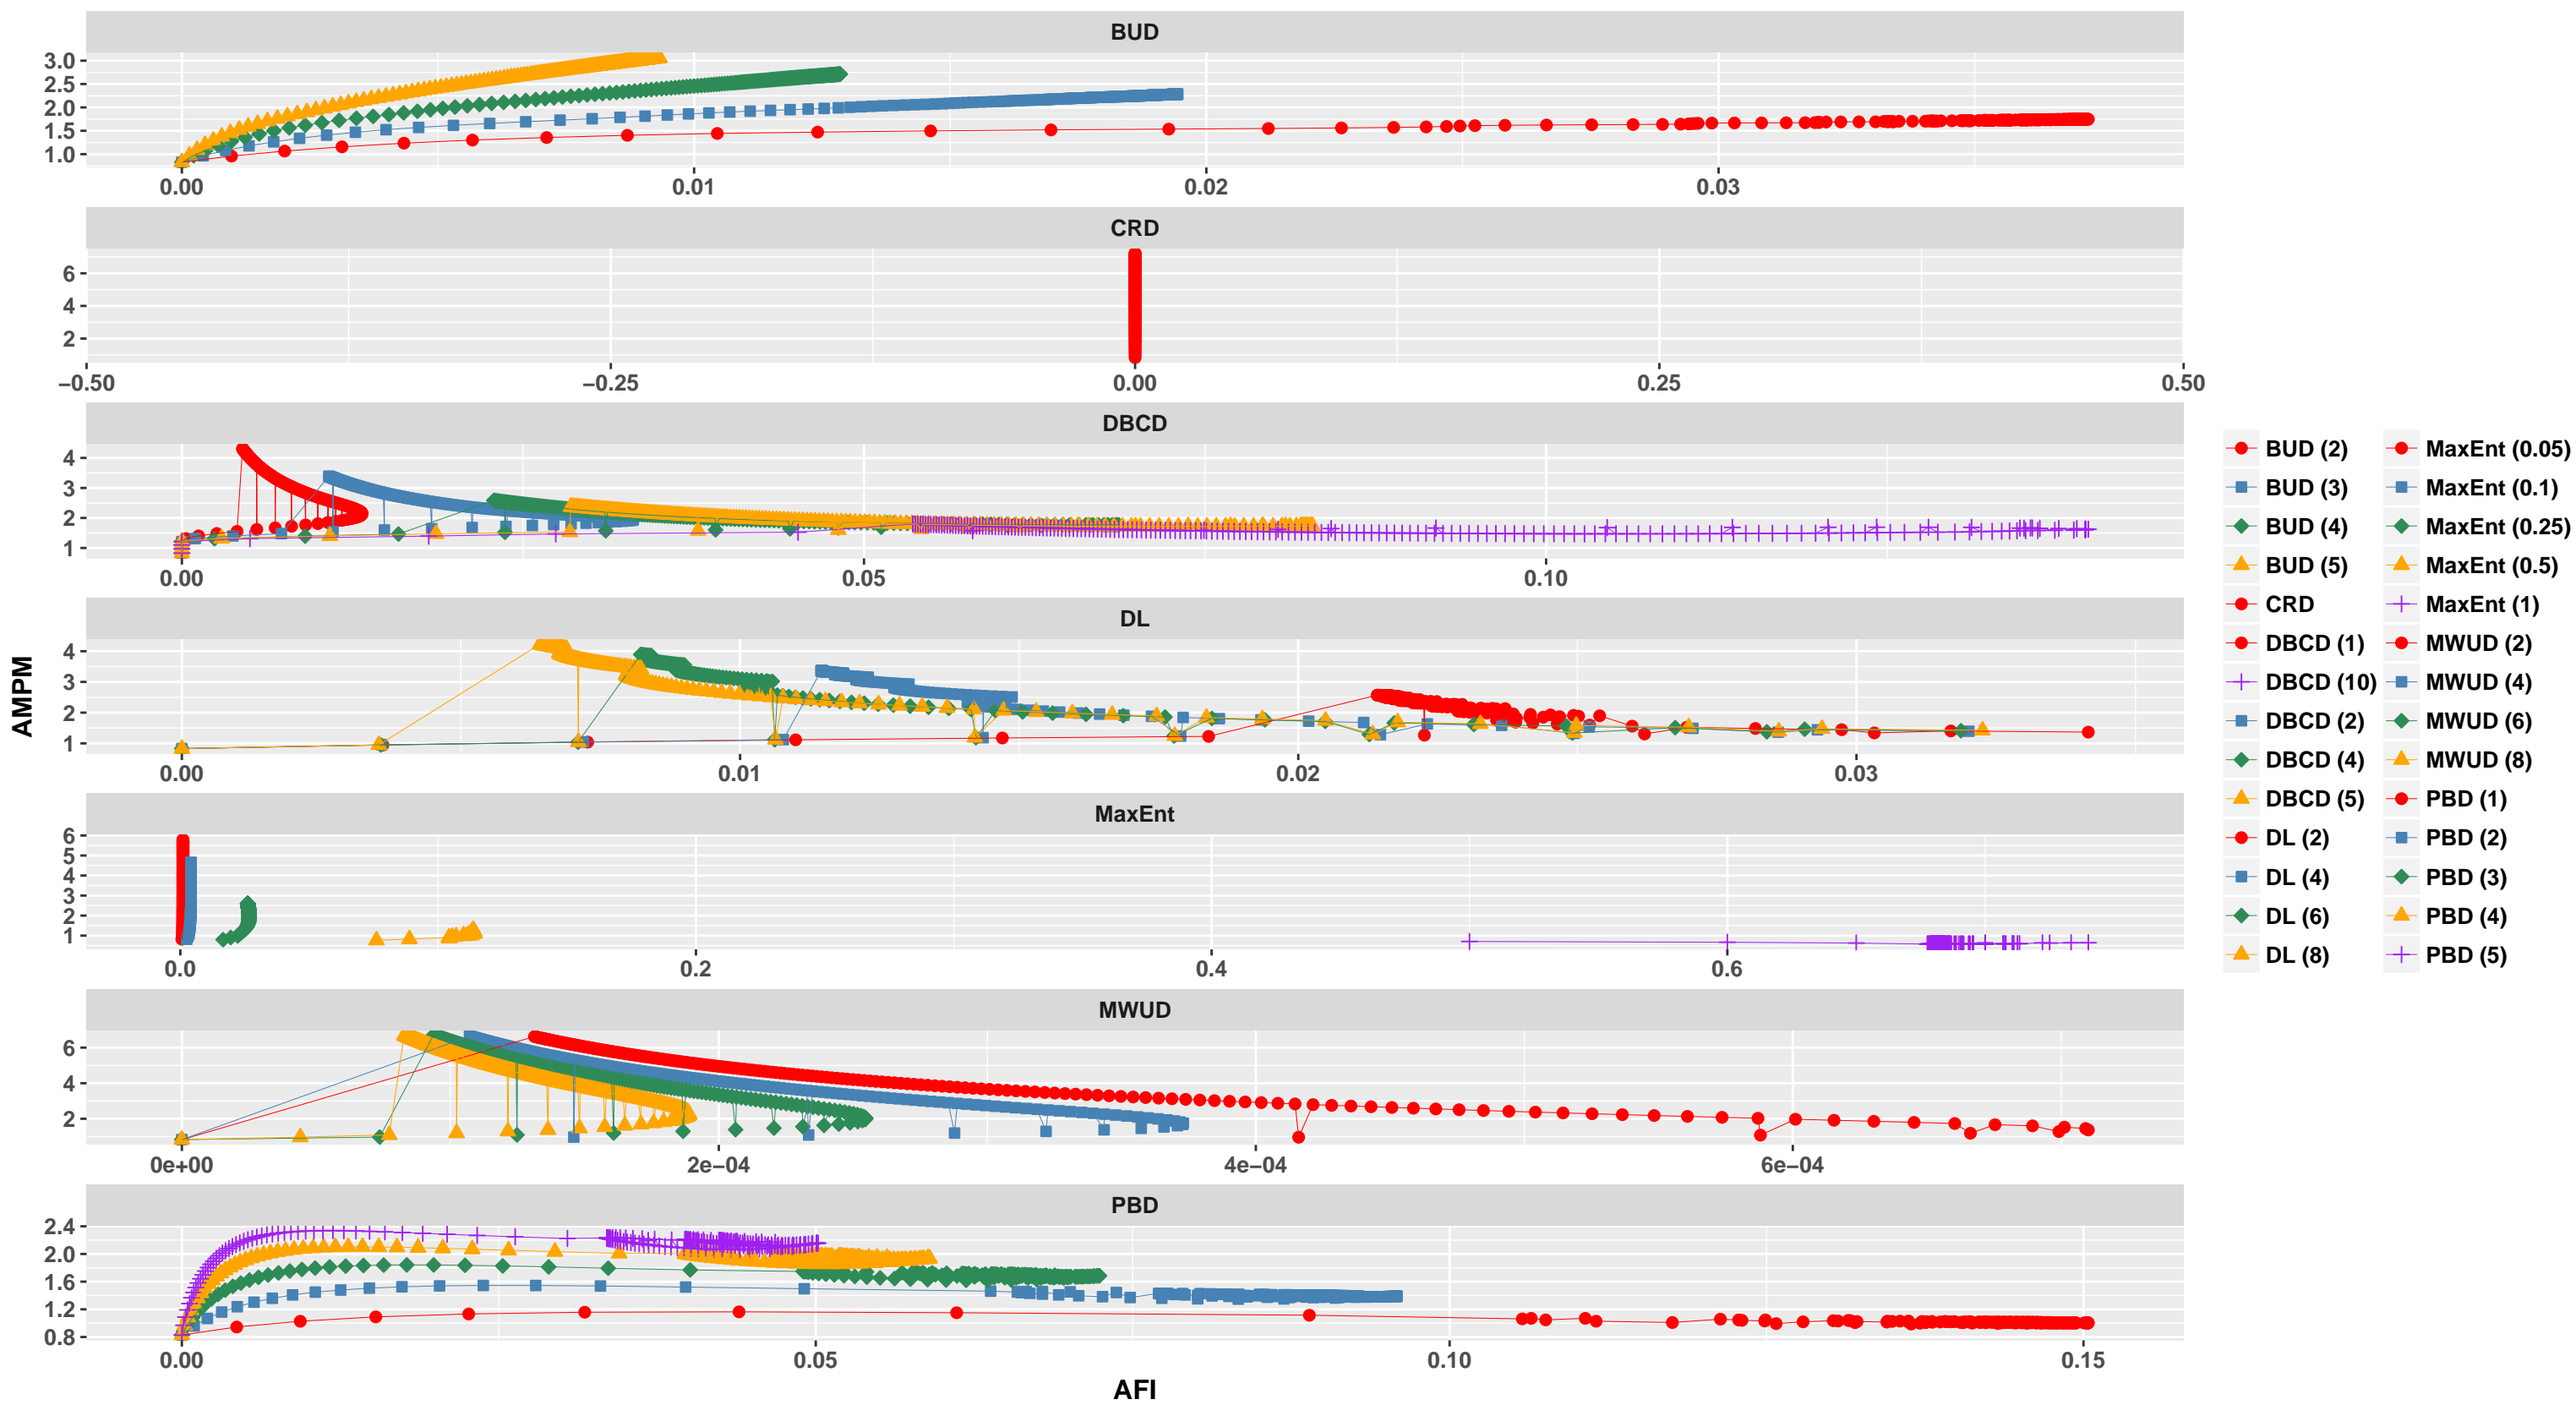 BUD
3.0
2.5
2.0
1.5
1.0
0.00 0.01 0.02 0.03
CRD
6
4
2
−0.50 −0.25 0.00 0.25 0.50
DBCD
4
3
2
1
0.00 0.05 0.10
DL
4
3
2
1
0.00 0.01 0.02 0.03
MaxEnt
6
5
4
3
2
1
0.0 0.2 0.4 0.6
MWUD
6
4
2
0e+00 2e−04 4e−04 6e−04
PBD
2.4
2.0
1.6
1.2
0.8
0.00 0.05 0.10 0.15
AFI
AMPM
BUD (2) MaxEnt (0.05)
BUD (3) MaxEnt (0.1)
BUD (4) MaxEnt (0.25)
BUD (5) MaxEnt (0.5)
CRD MaxEnt (1)
DBCD (1) MWUD (2)
DBCD (10) MWUD (4)
DBCD (2) MWUD (6)
DBCD (4) MWUD (8)
DBCD (5) PBD (1)
DL (2) PBD (2)
DL (4) PBD (3)
DL (6) PBD (4)
DL (8) PBD (5)